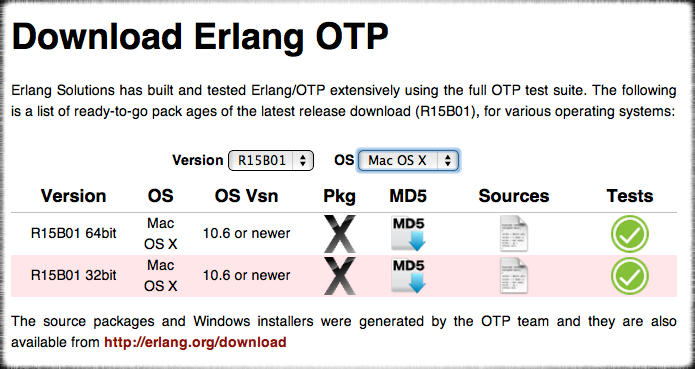 Download Erlang OTP
Erlang Solutions has built and tested Erlang/OTP extensively using the full OTP test suite. The following
is a list of ready-to-go pack ages of the latest release download (R15B01), for various operating systems:
Version R15B01 OS Mac OS X
Version OS OS Vsn Pkg MD5 Sources Tests
R15B01 64bit Mac OS X 10.6 or newer X MD5
R15B01 32bit Mac OS X 10.6 or newer X MD5
The source packages and Windows installers were generated by the OTP team and they are also
available from http://erlang.org/download